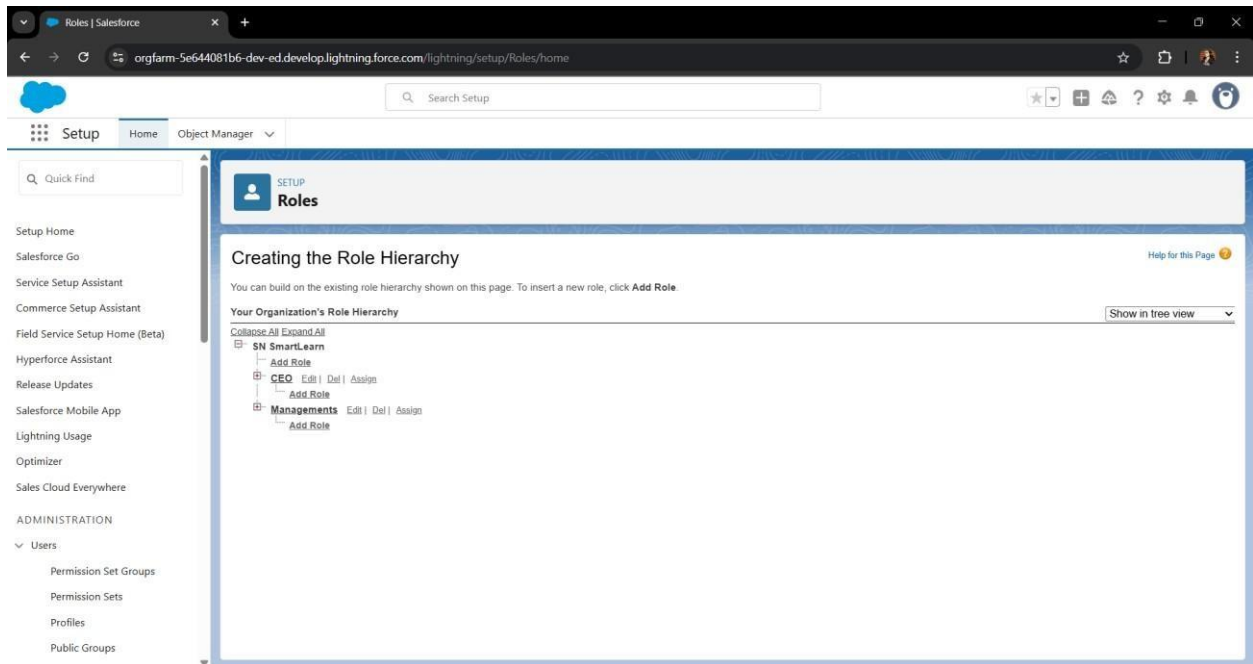 Roles | Salesforce
orgfarm-5e644081b6-dev-ed.develop.lightning.force.com/lightning/setup/Roles/home
Search Setup
Setup Home Object Manager
Quick Find
Setup Home
Salesforce Go
Service Setup Assistant
Commerce Setup Assistant
Field Service Setup Home (Beta)
Hyperforce Assistant
Release Updates
Salesforce Mobile App
Lightning Usage
Optimizer
Sales Cloud Everywhere
ADMINISTRATION
Users
Permission Set Groups
Permission Sets
Profiles
Public Groups
SETUP
Roles
Creating the Role Hierarchy
Help for this Page
You can build on the existing role hierarchy shown on this page. To insert a new role, click Add Role.
Your Organization's Role Hierarchy
Show in tree view
Collapse All Expand All
SN SmartLearn
Add Role
CEO Edit | Del | Assign
Add Role
Managements Edit | Del | Assign
Add Role